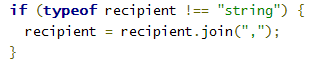 if (typeof recipient !== "string") {
  recipient = recipient.join(",");
}